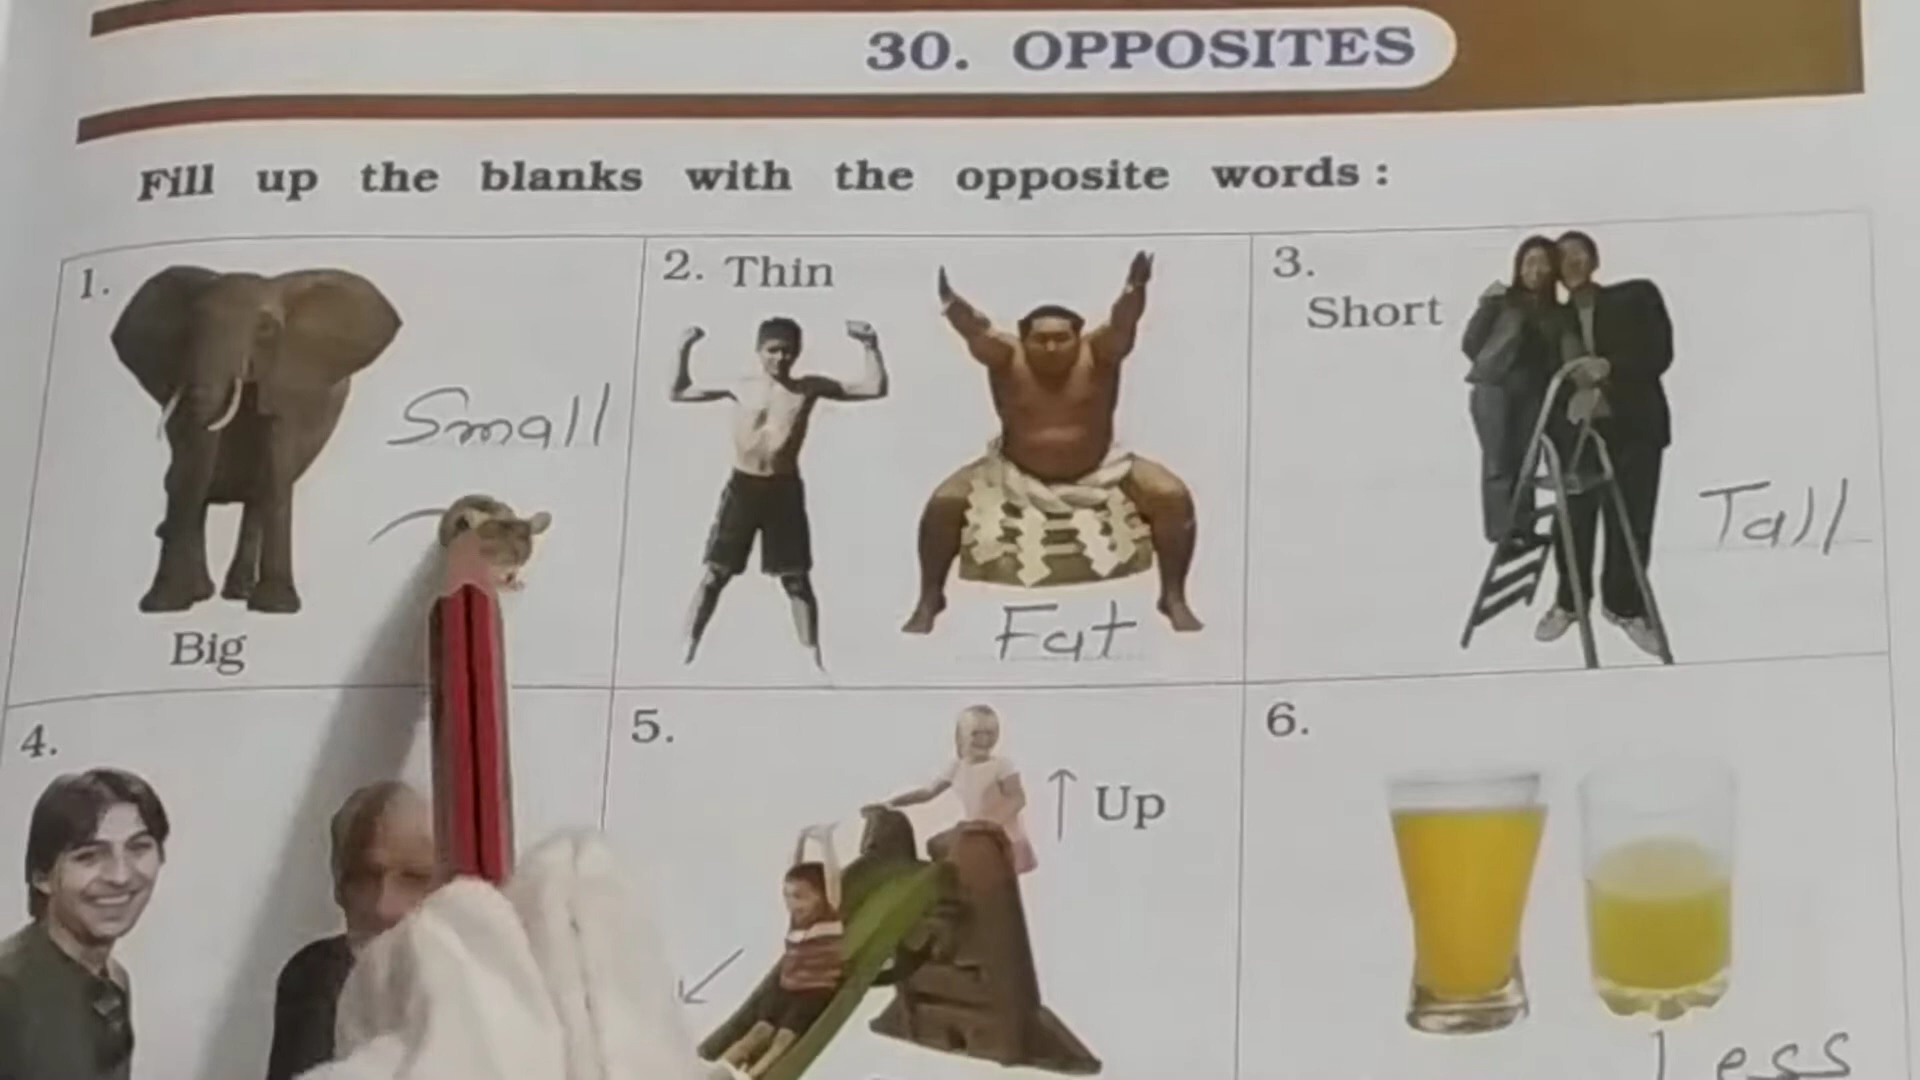 30. OPPOSITES
Fill up the blanks with the opposite words :
1.
Small
Big
2. Thin
Fat
3.
Short
Tall
4.
5.
Up
6.
Less